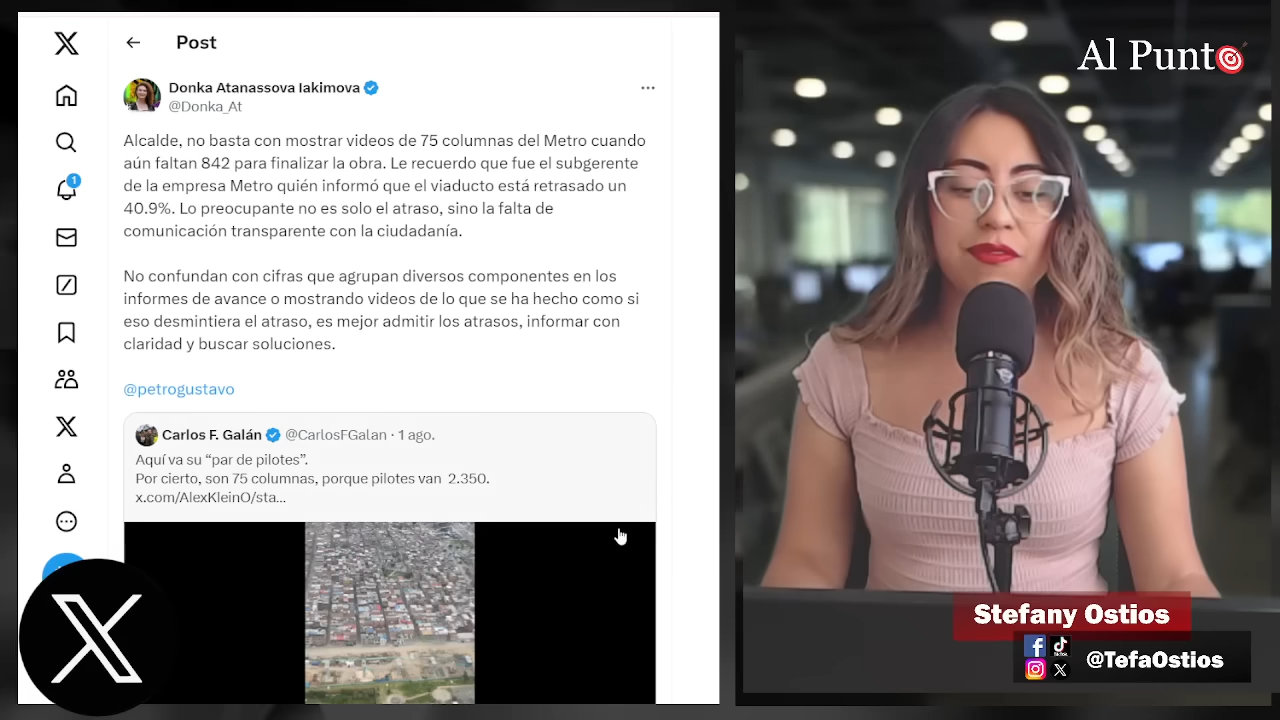 Post
Donka Atanassova Iakimova
@Donka_At
Alcalde, no basta con mostrar videos de 75 columnas del Metro cuando
aún faltan 842 para finalizar la obra. Le recuerdo que fue el subgerente
de la empresa Metro quién informó que el viaducto está retrasado un
40.9%. Lo preocupante no es solo el atraso, sino la falta de
comunicación transparente con la ciudadanía.
No confundan con cifras que agrupan diversos componentes en los
informes de avance o mostrando videos de lo que se ha hecho como si
eso desmintiera el atraso, es mejor admitir los atrasos, informar con
claridad y buscar soluciones.
@petrogustavo
Carlos F. Galán @CarlosFGalan · 1 ago.
Aquí va su “par de pilotes”.
Por cierto, son 75 columnas, porque pilotes van 2.350.
x.com/AlexKleinO/sta...
1
Al Punto
Stefany Ostios
@TefaOstios